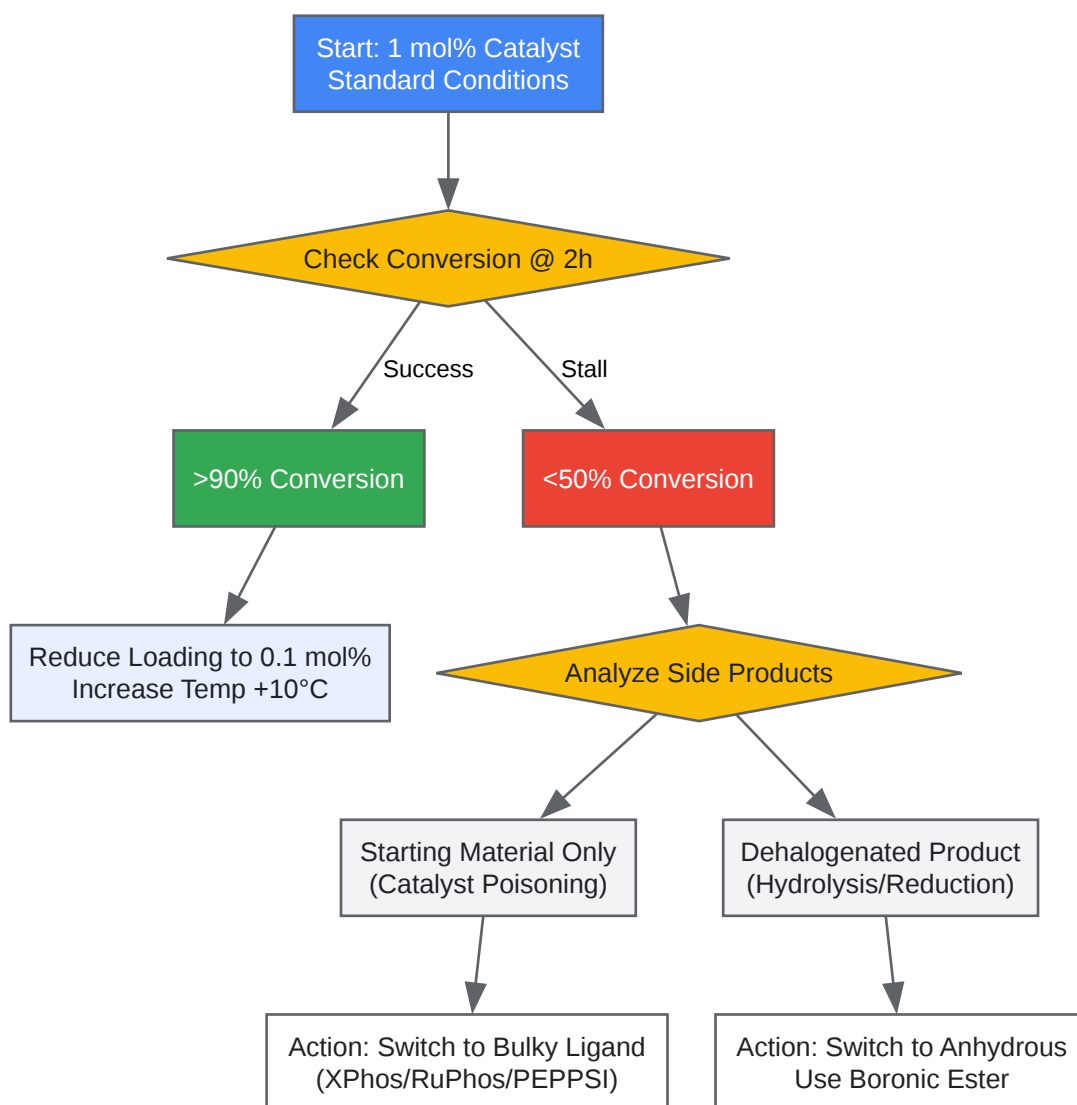 Start: 1 mol% Catalyst
Standard Conditions
Check Conversion @ 2h
Success
Stall
>90% Conversion
<50% Conversion
Reduce Loading to 0.1 mol%
Increase Temp +10°C
Analyze Side Products
Starting Material Only
(Catalyst Poisoning)
Dehalogenated Product
(Hydrolysis/Reduction)
Action: Switch to Bulky Ligand
(XPhos/RuPhos/PEPPSI)
Action: Switch to Anhydrous
Use Boronic Ester